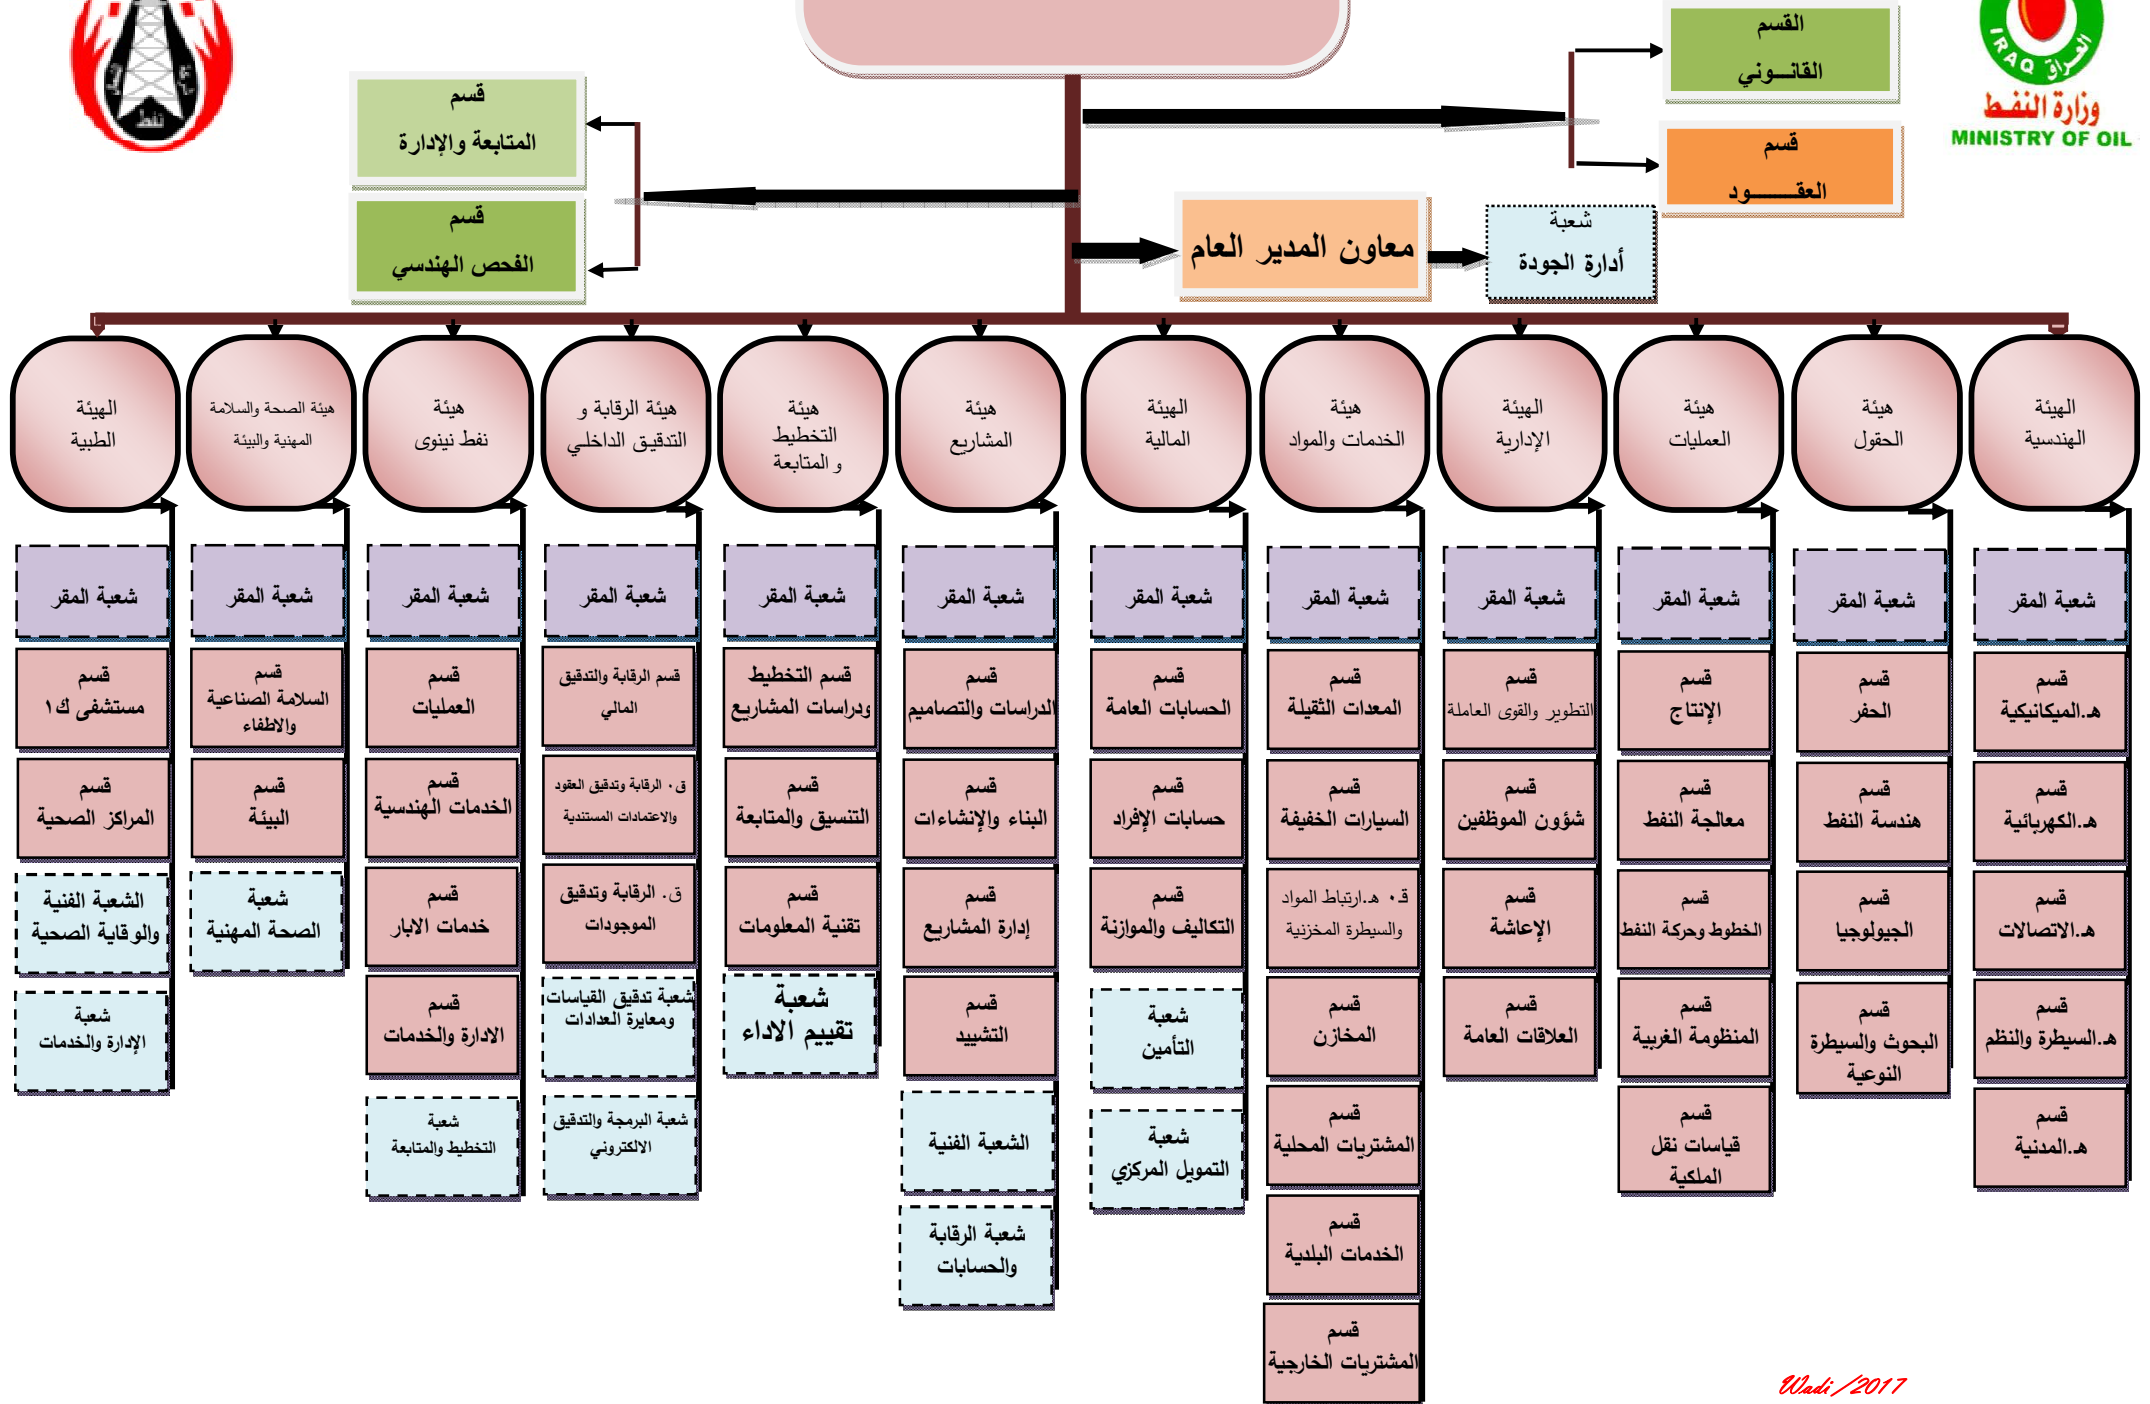 القسم
القانـــوني
قسم
العقـــــــود
IRAQ العراق
وزارة النفـط
MINISTRY OF OIL
نفط
قسم
المتابعة والإدارة
قسم
الفحص الهندسي
معاون المدير العام
شعبة
أدارة الجودة
الهيئة
الهندسية
شعبة المقر
قسم
هـ.الميكانيكية
قسم
هـ.الكهربائية
قسم
هـ.الاتصالات
قسم
هـ.السيطرة والنظم
قسم
هـ.المدنية
هيئة
الحقول
شعبة المقر
قسم
الحفر
قسم
هندسة النفط
قسم
الجيولوجيا
قسم
البحوث والسيطرة
النوعية
هيئة
العمليات
شعبة المقر
قسم
الإنتاج
قسم
معالجة النفط
قسم
الخطوط وحركة النفط
قسم
المنظومة الغربية
قسم
قياسات نقل
الملكية
الهيئة
الإدارية
شعبة المقر
قسم
التطوير والقوى العاملة
قسم
شؤون الموظفين
قسم
الإعاشة
قسم
العلاقات العامة
هيئة
الخدمات والمواد
شعبة المقر
قسم
المعدات الثقيلة
قسم
السيارات الخفيفة
قـ٠ هـ.ارتباط المواد
والسيطرة المخزنية
قسم
المخازن
قسم
المشتريات المحلية
قسم
الخدمات البلدية
قسم
المشتريات الخارجية
الهيئة
المالية
شعبة المقر
قسم
الحسابات العامة
قسم
حسابات الإفراد
قسم
التكاليف والموازنة
شعبة
التأمين
شعبة
التمويل المركزي
هيئة
المشاريع
شعبة المقر
قسم
الدراسات والتصاميم
قسم
البناء والإنشاءات
قسم
إدارة المشاريع
قسم
التشييد
الشعبة الفنية
شعبة الرقابة
والحسابات
هيئة
التخطيط
و المتابعة
شعبة المقر
قسم التخطيط
ودراسات المشاريع
قسم
التنسيق والمتابعة
قسم
تقنية المعلومات
شعبة
تقييم الاداء
هيئة الرقابة و
التدقيق الداخلي
شعبة المقر
قسم الرقابة والتدقيق
المالي
ق٠ الرقابة وتدقيق العقود
والاعتمادات المستندية
ق. الرقابة وتدقيق
الموجودات
شعبة تدقيق القياسات
ومعايرة العدادات
شعبة البرمجة والتدقيق
الالكتروني
هيئة
نفط نينوى
شعبة المقر
قسم
العمليات
قسم
الخدمات الهندسية
قسم
خدمات الابار
قسم
الادارة والخدمات
شعبة
التخطيط والمتابعة
هيئة الصحة والسلامة
المهنية والبيئة
شعبة المقر
قسم
السلامة الصناعية
والاطفاء
قسم
البيئة
شعبة
الصحة المهنية
الهيئة
الطبية
شعبة المقر
قسم
مستشفى ك١
قسم
المراكز الصحية
الشعبة الفنية
والوقاية الصحية
شعبة
الإدارة والخدمات
Wadi/2017